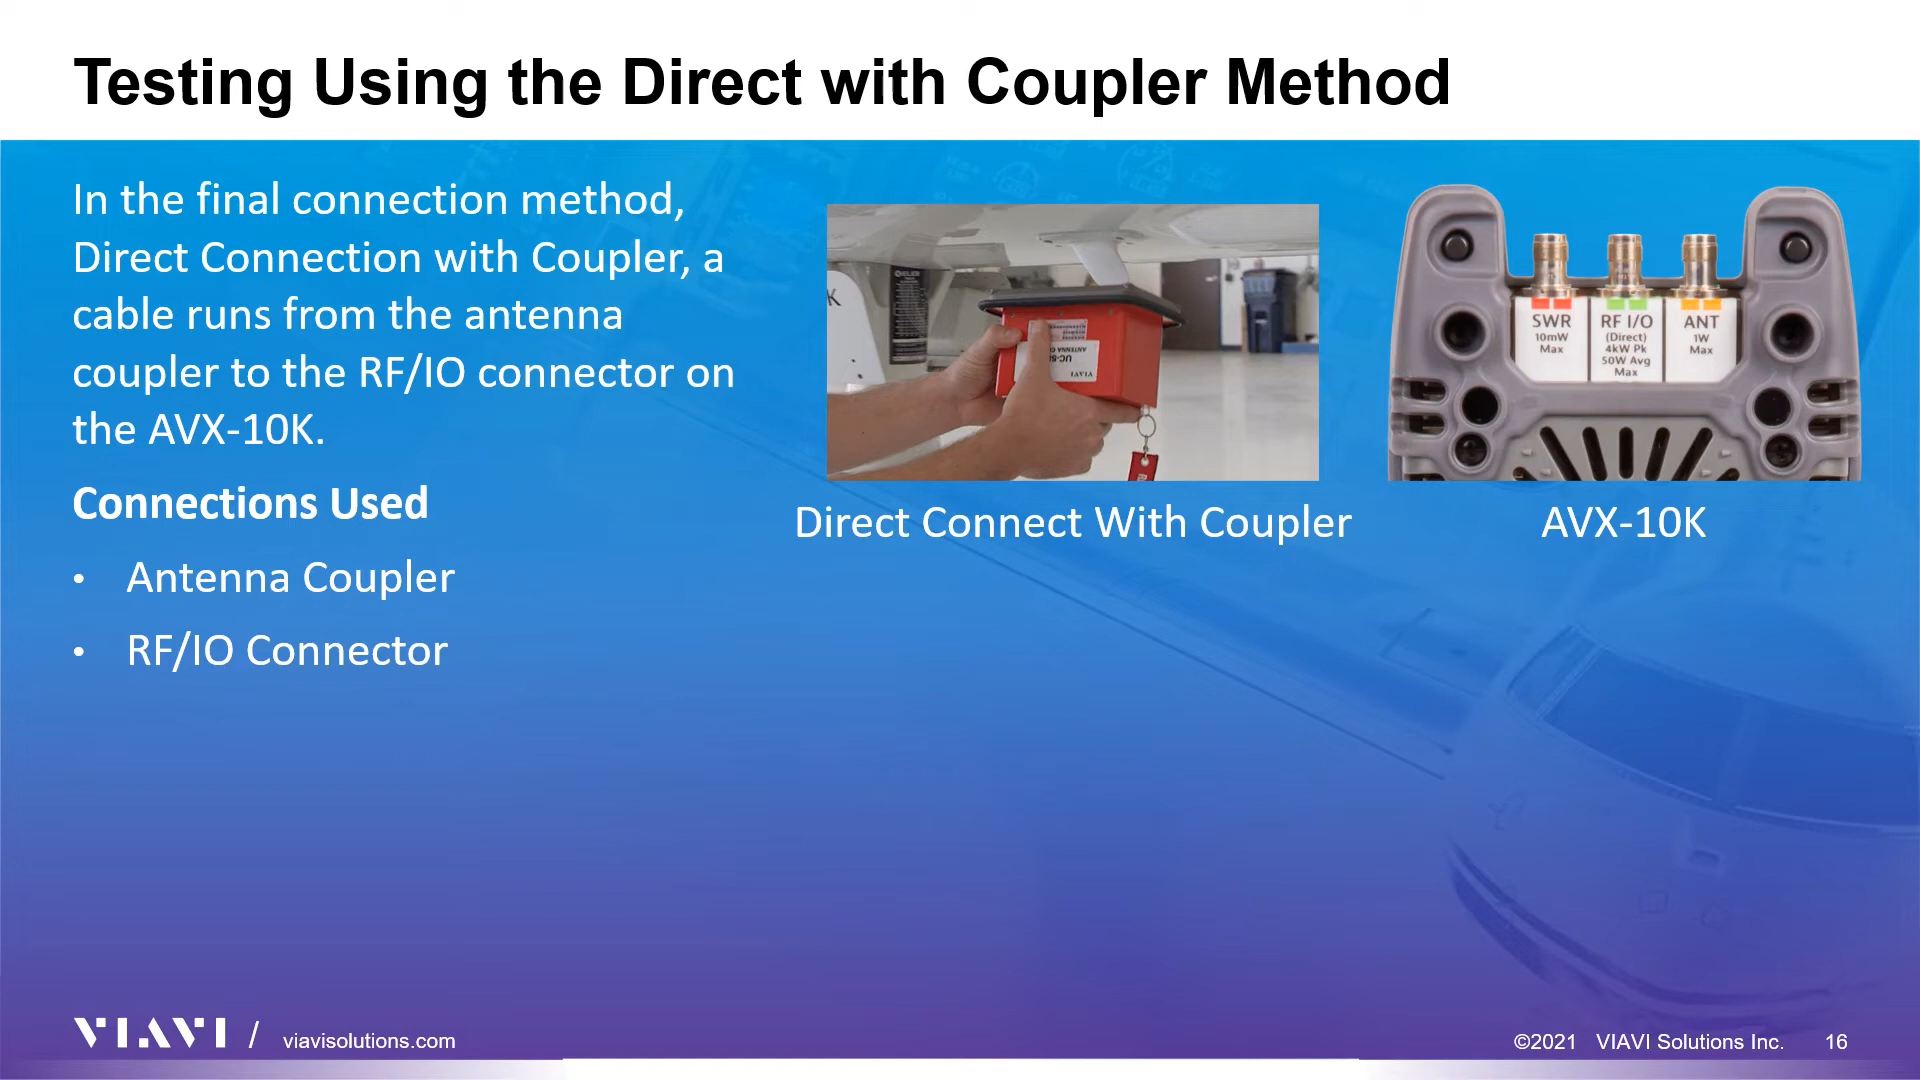 Testing Using the Direct with Coupler Method
In the final connection method,
Direct Connection with Coupler, a
cable runs from the antenna
coupler to the RF/IO connector on
the AVX-10K.
Connections Used
• Antenna Coupler
• RF/IO Connector
K
ANTENNA C
VIAVI
Direct Connect With Coupler
SWR
10mW
Max
RF I/O
(Direct)
4kW Pk
50W Avg
Max
ANT
1W
Max
AVX-10K
VIAVI / viavisolutions.com
©2021 VIAVI Solutions Inc. 16